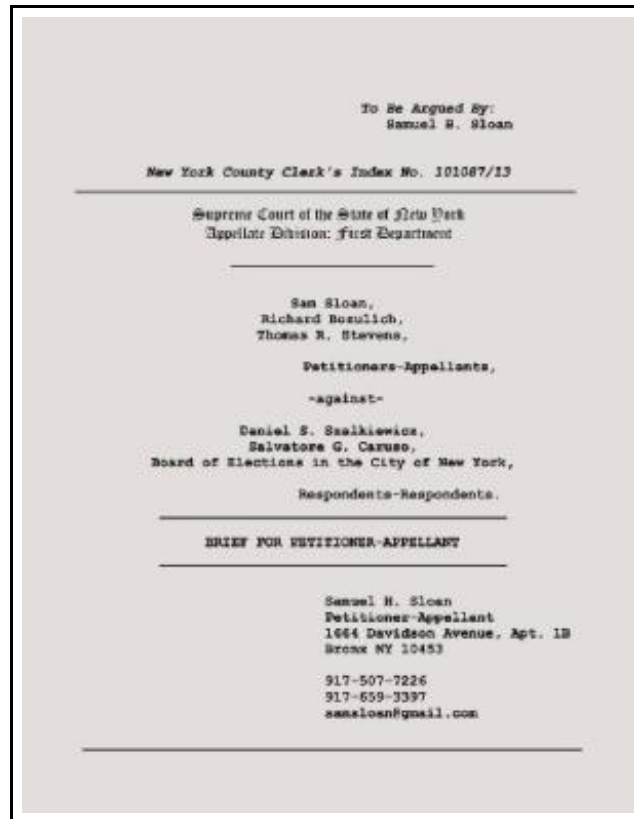 To Be Argued By:
Samuel H. Sloan
New York County Clerk's Index No. 101087/13
Supreme Court of the State of New York
Appellate Division: First Department
Sam Sloan,
Richard Bozulich,
Thomas R. Stevens,
Petitioners-Appellants,
-against-
Daniel S. Szalkiewicz,
Salvatore G. Caruso,
Board of Elections in the City of New York,
Respondents-Respondents.
BRIEF FOR PETITIONER-APPELLANT
Samuel H. Sloan
Petitioner-Appellant
1664 Davidson Avenue, Apt. 1B
Bronx NY 10453
917-507-7226
917-659-3397
samsloan@gmail.com